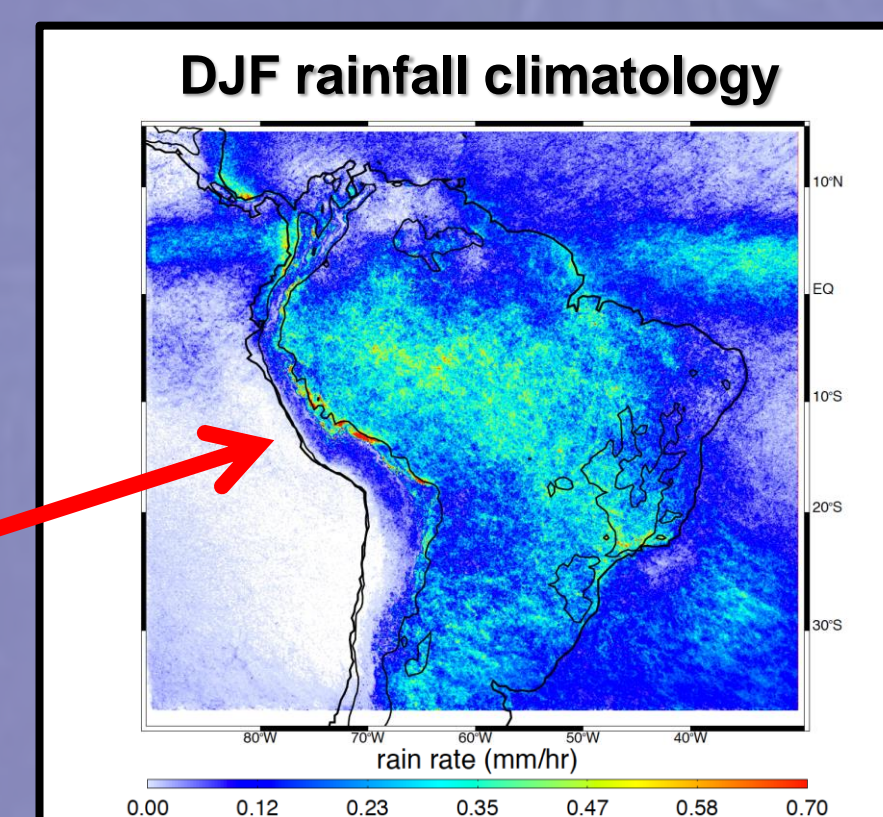 DJF rainfall climatology
10°N
EQ
10°S
20°S
30°S
80°W 70°W 60°W 50°W 40°W
rain rate (mm/hr)
0.00 0.12 0.23 0.35 0.47 0.58 0.70